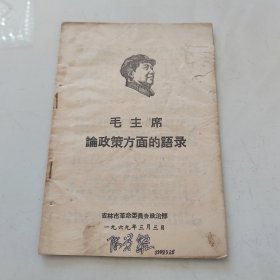 毛主席
論政策方面的語录
吉林市革命委員会政治部
一九六九年三月三日